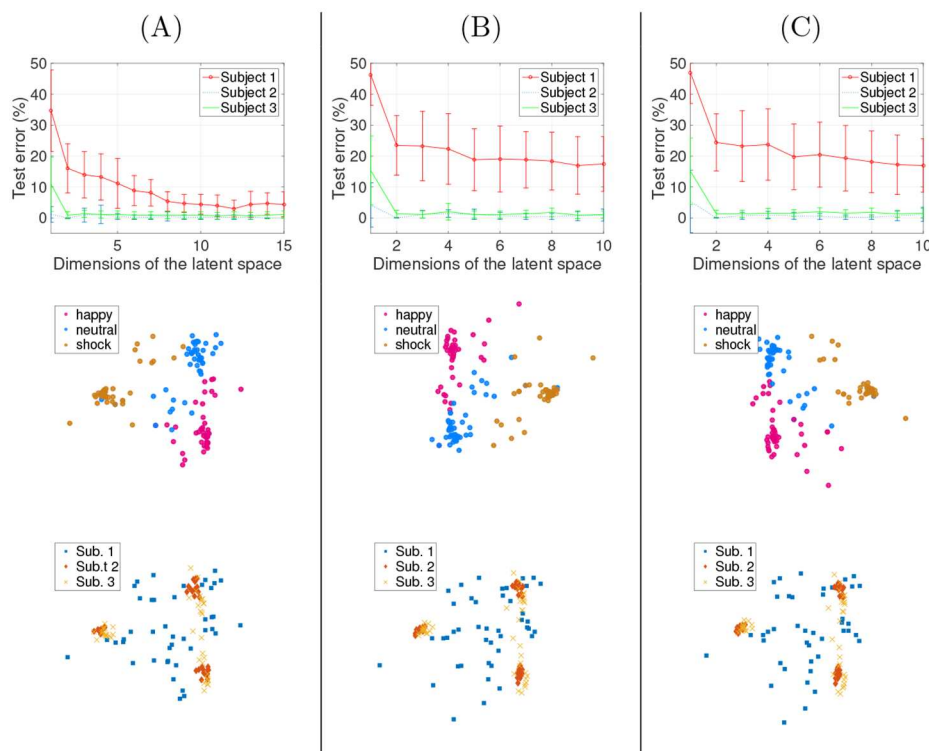 (A)
(B)
(C)
50
40
30
20
10
0
Test error (%)
Subject 1
Subject 2
Subject 3
5
10
15
Dimensions of the latent space
50
40
30
20
10
0
Test error (%)
Subject 1
Subject 2
Subject 3
2
4
6
8
10
Dimensions of the latent space
50
40
30
20
10
0
Test error (%)
Subject 1
Subject 2
Subject 3
2
4
6
8
10
Dimensions of the latent space
happy
neutral
shock
happy
neutral
shock
happy
neutral
shock
Sub. 1
Sub.t 2
Sub. 3
Sub. 1
Sub. 2
Sub. 3
Sub. 1
Sub. 2
Sub. 3